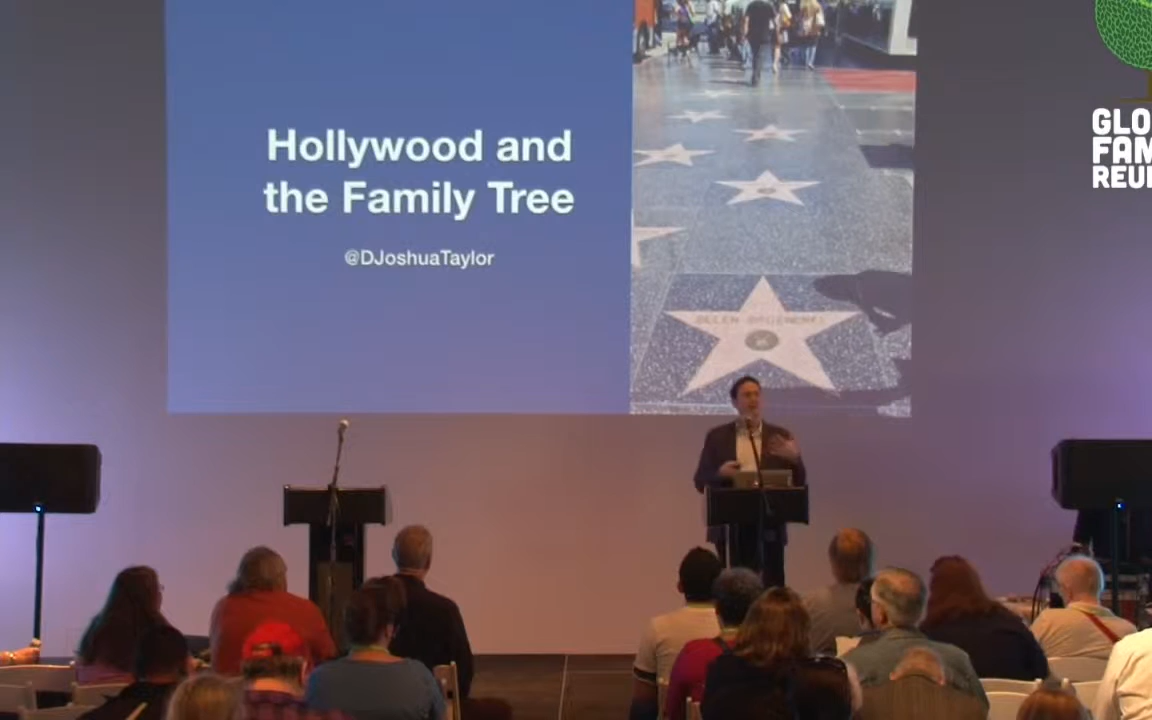 Hollywood and
the Family Tree
@DJoshuaTaylor
GLO
FAM
REU